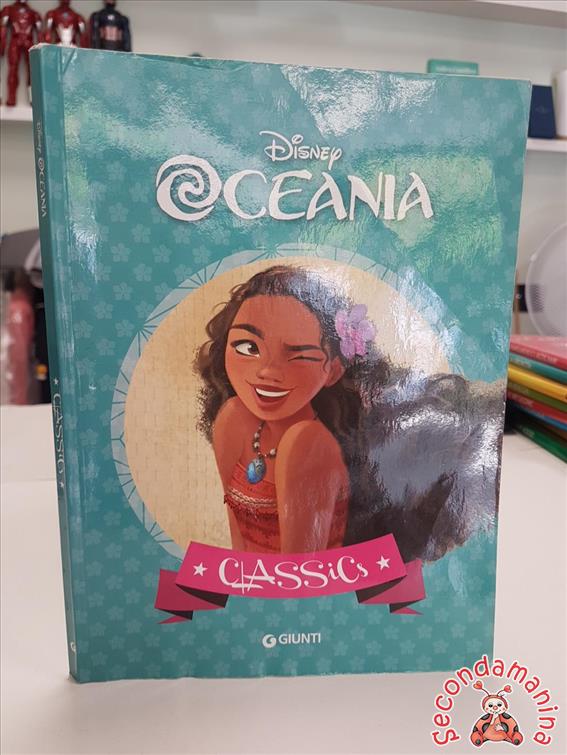 Disney
OCEANIA
CLASSiCs
GIUNTI
Disney OCEANIA
CLASSICS
Secondamanina